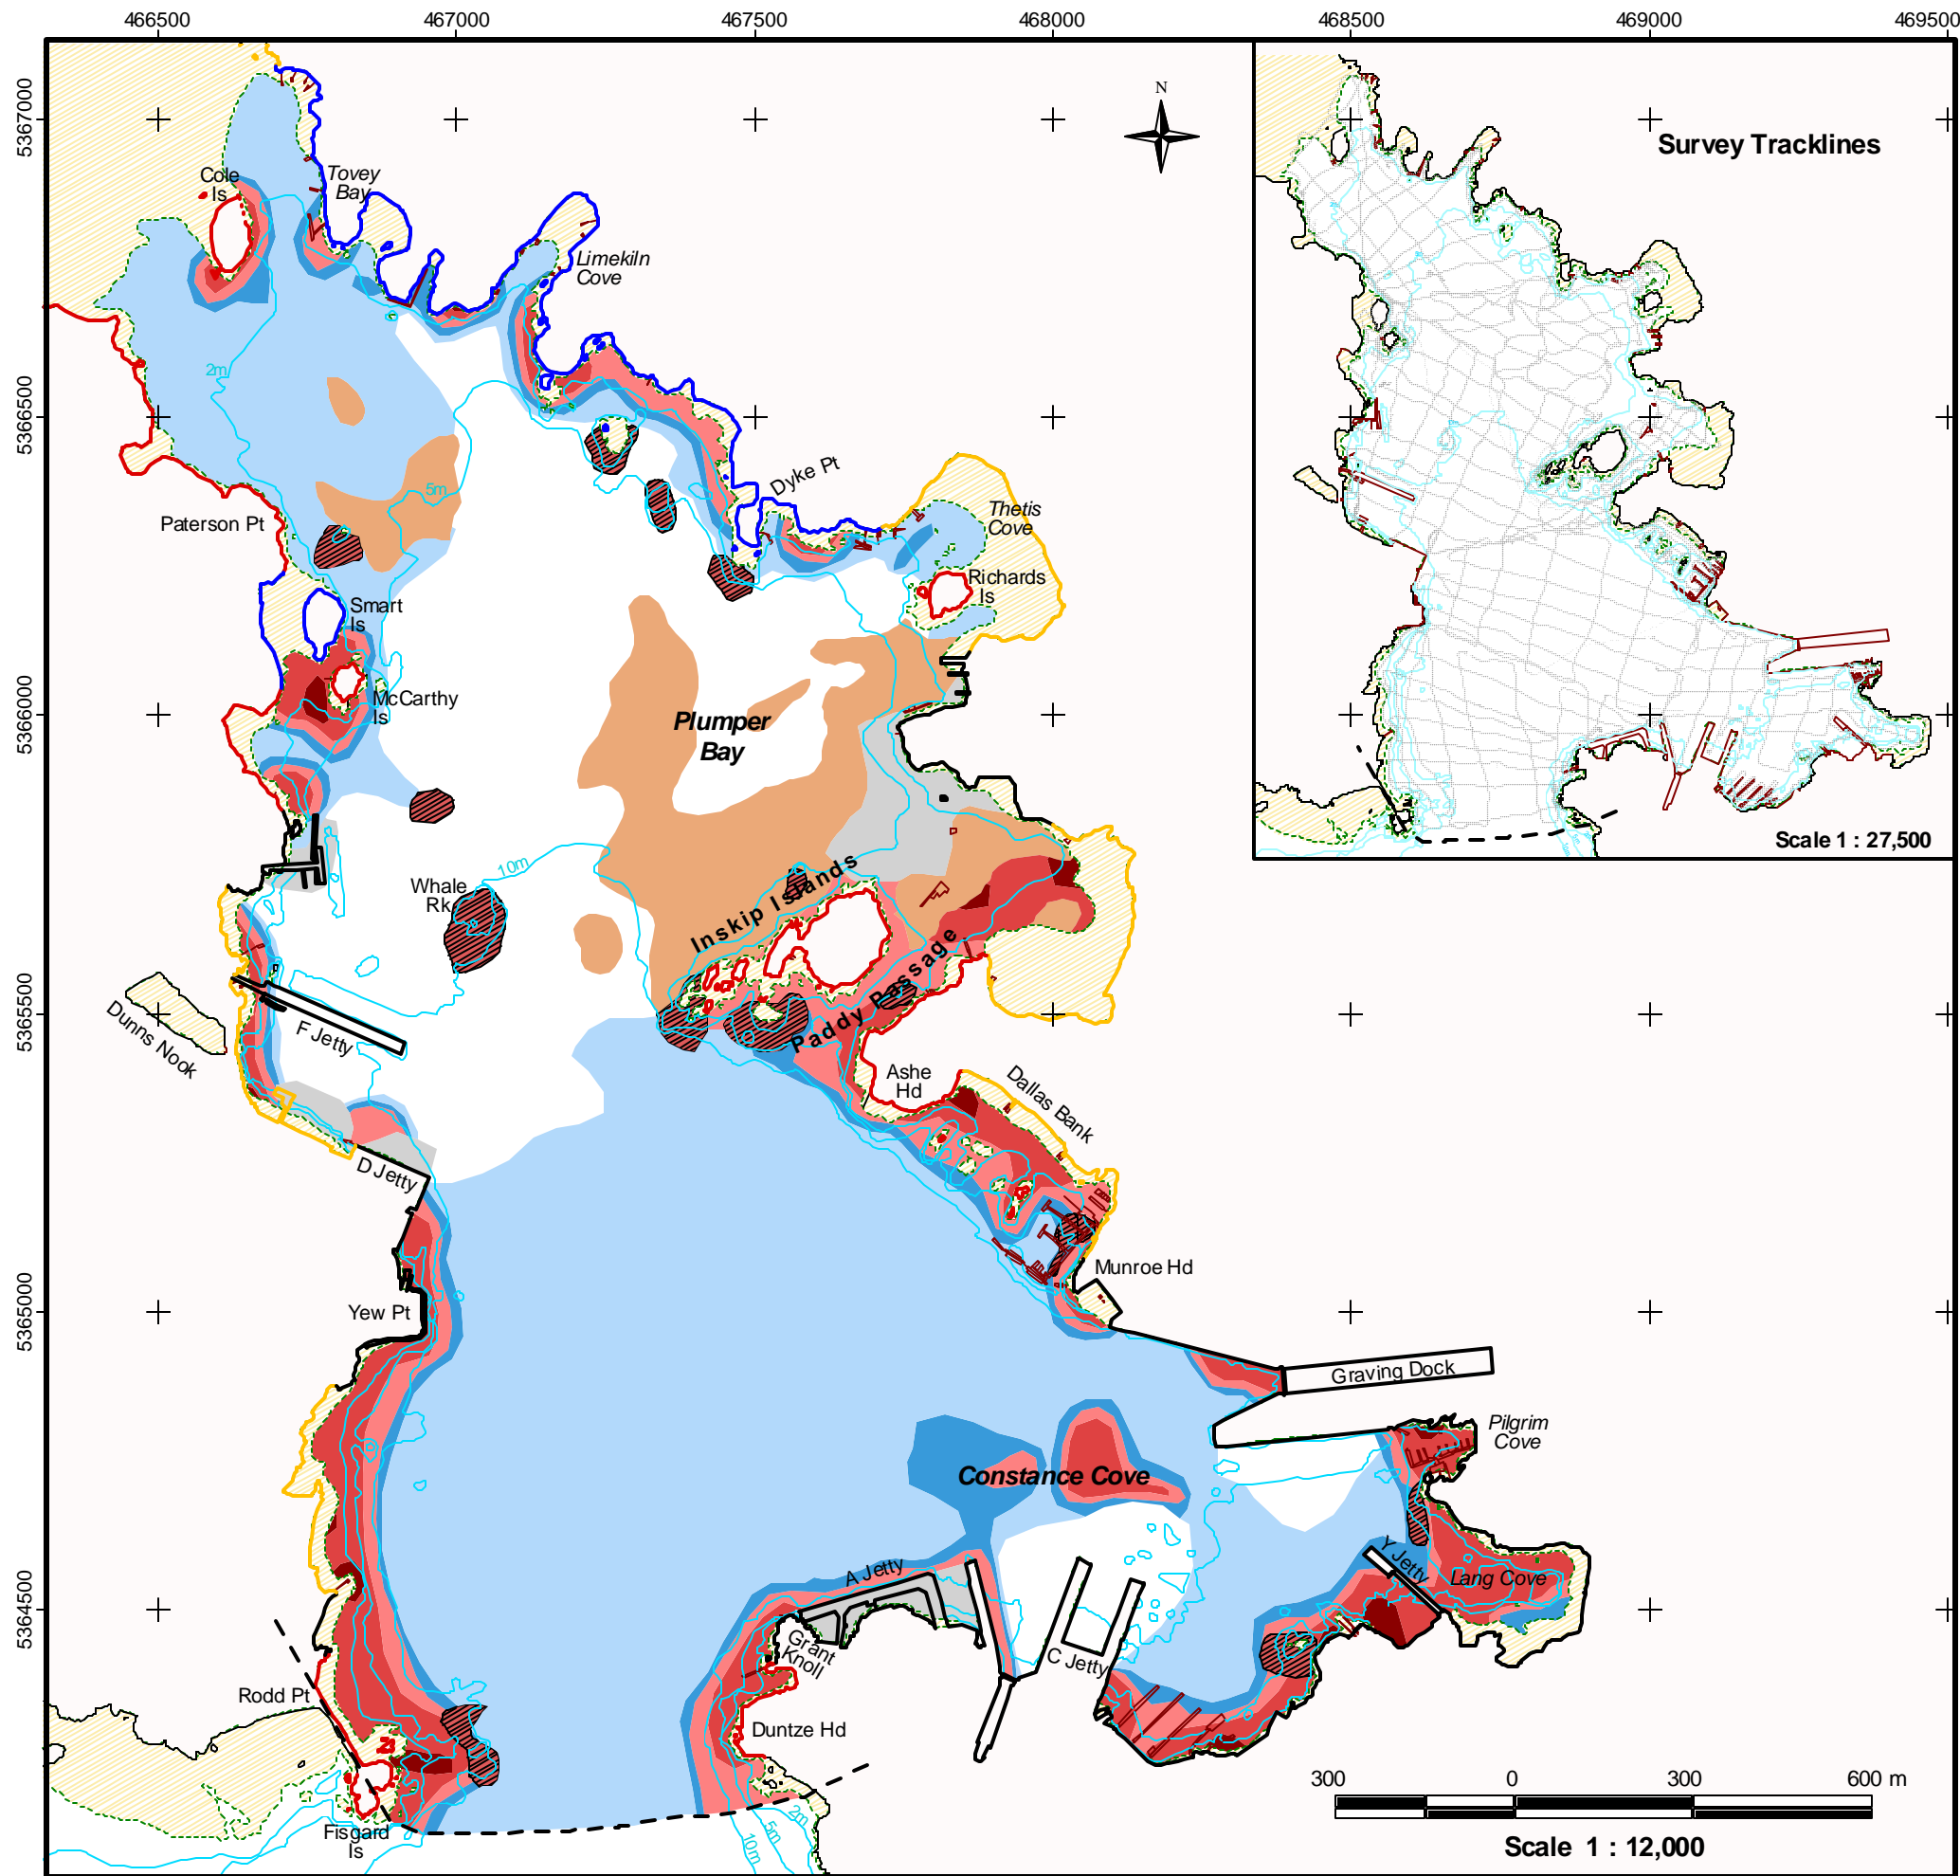 466500 467000 467500 468000 468500 469000 469500
5367000
5366500
5366000
5365500
5365000
5364500
N
Survey Tracklines
Scale 1 : 27,500
Cole
Is
Tovey
Bay
Limekiln
Cove
2m
5m
Dyke Pt
Thetis
Cove
Paterson Pt
Richards
Is
Smart
Is
McCarthy
Is
Plumper
Bay
10m
Whale
Rk
Inskip Islands
Paddy Passage
Dunns Nook
F Jetty
Ashe
Hd
Dallas Bank
D Jetty
Munroe Hd
Yew Pt
Graving Dock
Pilgrim
Cove
Constance Cove
Y Jetty
A Jetty
Lang Cove
Grant
Knoll
C Jetty
Rodd Pt
Duntze Hd
Fisgard
Is
2m
5m
10m
300 0 300 600 m
Scale 1 : 12,000